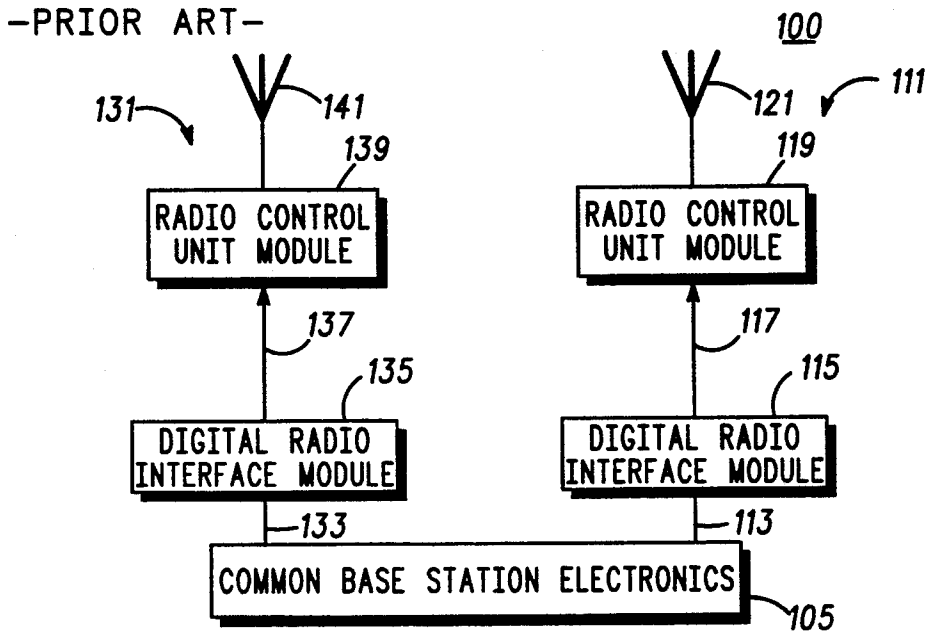 -PRIOR ART-
100
131
141
121
111
139
119
RADIO CONTROL
UNIT MODULE
RADIO CONTROL
UNIT MODULE
137
117
135
115
DIGITAL RADIO
INTERFACE MODULE
DIGITAL RADIO
INTERFACE MODULE
133
113
COMMON BASE STATION ELECTRONICS
105